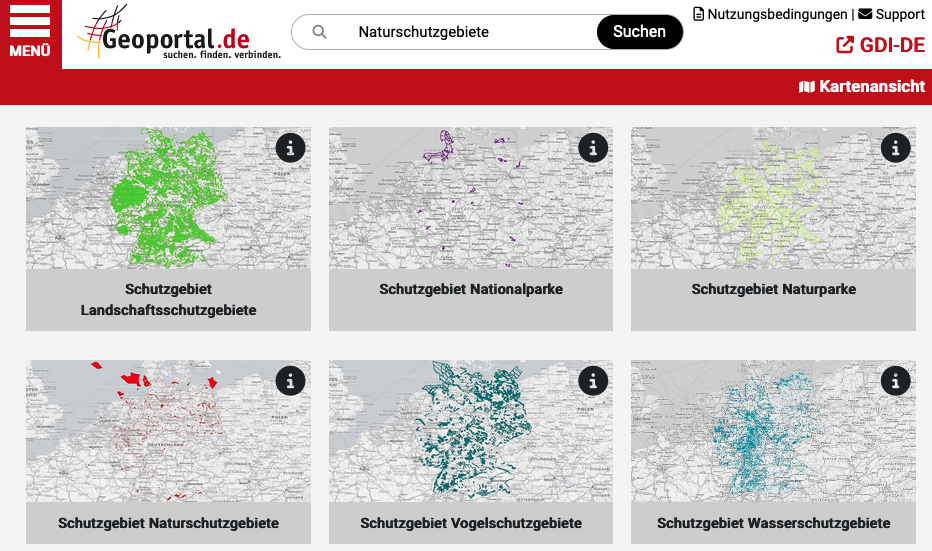 MENÜ
Geoportal.de
suchen. finden. verbinden.
Naturschutzgebiete
Suchen
Nutzungsbedingungen | Support
GDI-DE
Kartenansicht
Schutzgebiet
Landschaftsschutzgebiete
Schutzgebiet Nationalparke
Schutzgebiet Naturparke
Schutzgebiet Naturschutzgebiete
Schutzgebiet Vogelschutzgebiete
Schutzgebiet Wasserschutzgebiete